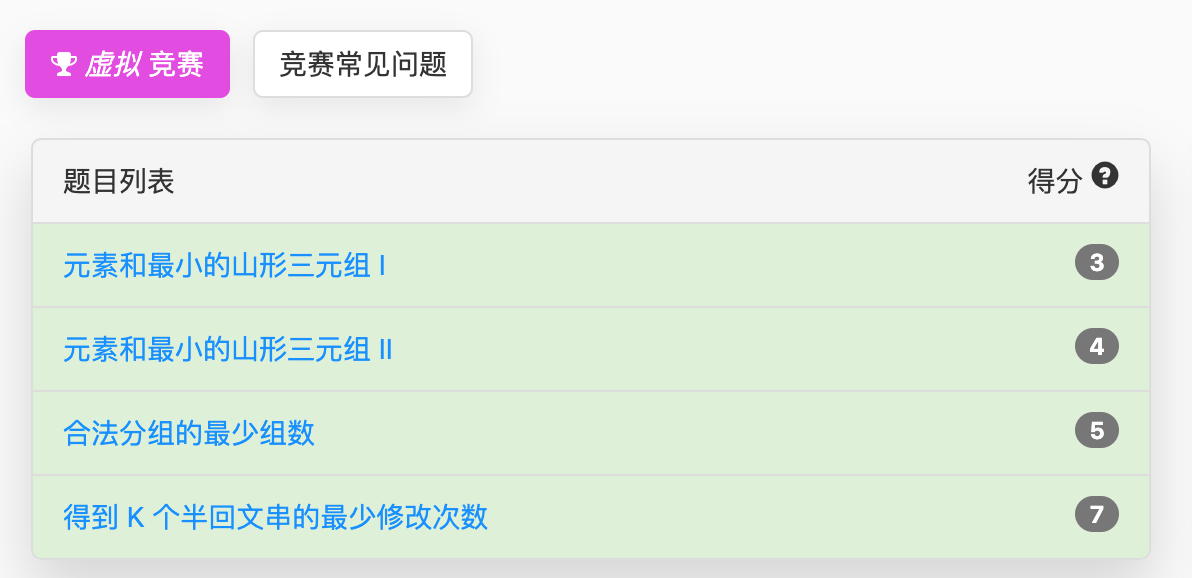 虚拟 竞赛 竞赛常见问题
题目列表 得分
元素和最小的山形三元组 I 3
元素和最小的山形三元组 II 4
合法分组的最少组数 5
得到 K 个半回文串的最少修改次数 7